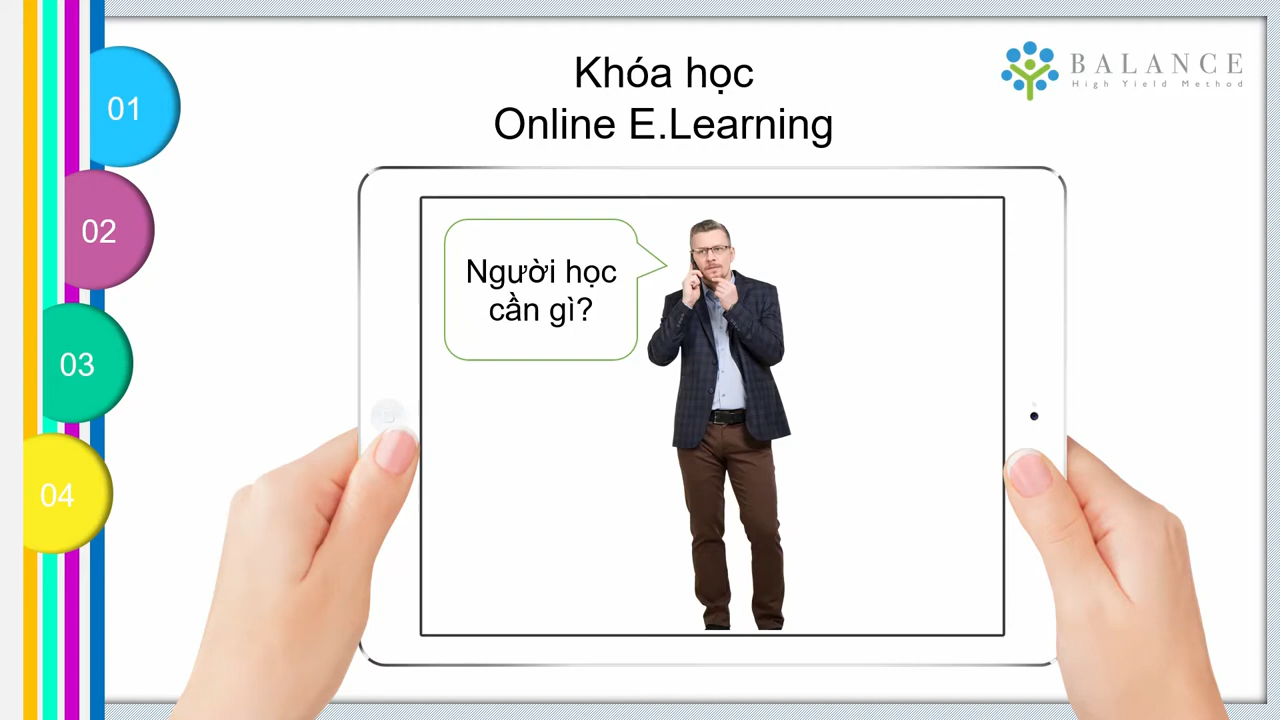 Khóa học
Online E.Learning
BALANCE
High Yield Method
01
02
03
04
Người học
cần gì?